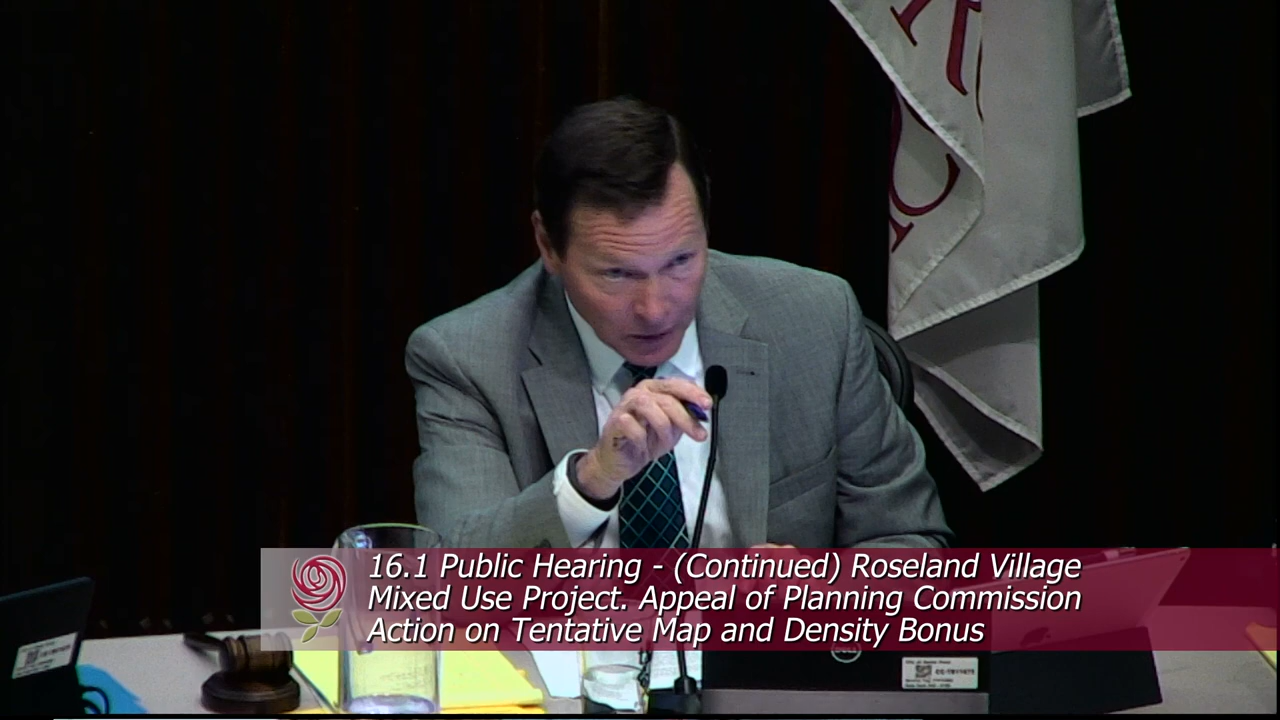 16.1 Public Hearing - (Continued) Roseland Village
Mixed Use Project. Appeal of Planning Commission
Action on Tentative Map and Density Bonus
DELL